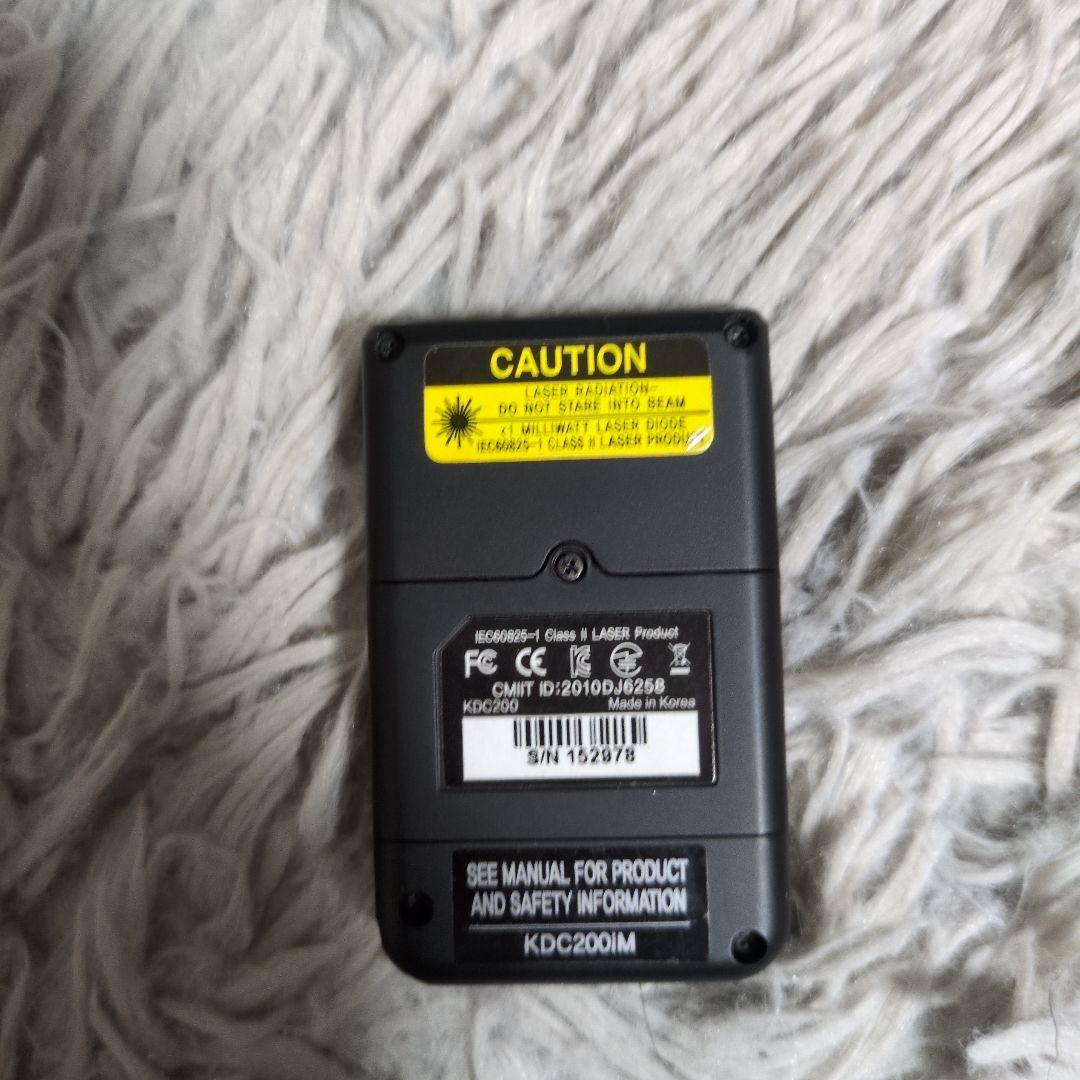 CAUTION
LASER RADIATION-
DO NOT STARE INTO BEAM
<1 MILLIWATT LASER DIODE
IEC60825-1 CLASS II LASER PRODUCT
IEC60825-1 Class II LASER Product
FC CE
CMIIT ID:2010DJ6258
KDC200 Made in Korea
S/N 152978
SEE MANUAL FOR PRODUCT
AND SAFETY INFORMATION
KDC200iM